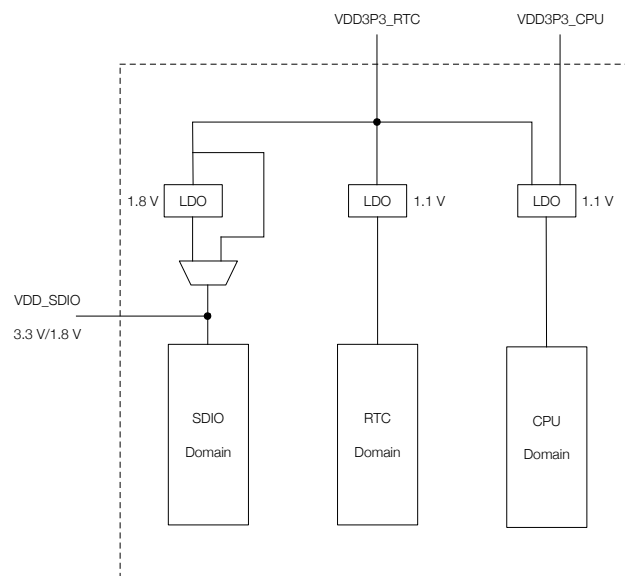 VDD3P3_RTC
VDD3P3_CPU
1.8 V
LDO
LDO
1.1 V
LDO
1.1 V
VDD_SDIO
3.3 V/1.8 V
SDIO
Domain
RTC
Domain
CPU
Domain